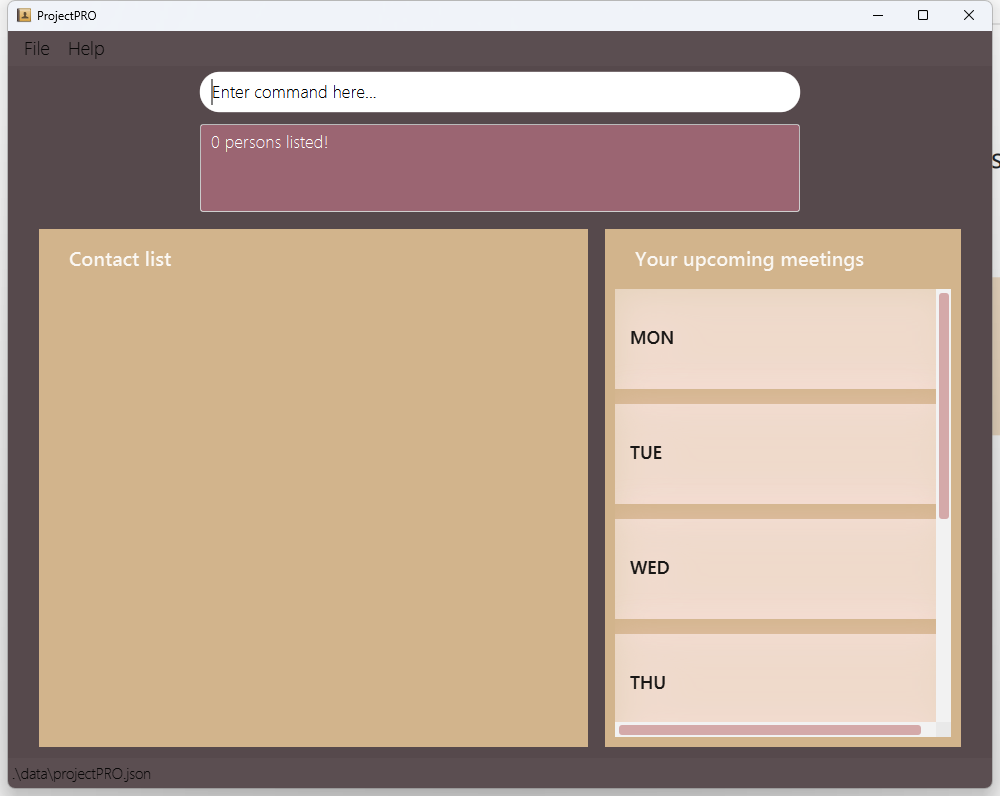 ProjectPRO
File Help
Enter command here...
0 persons listed!
Contact list
Your upcoming meetings
MON
TUE
WED
THU
.\data\projectPRO.json